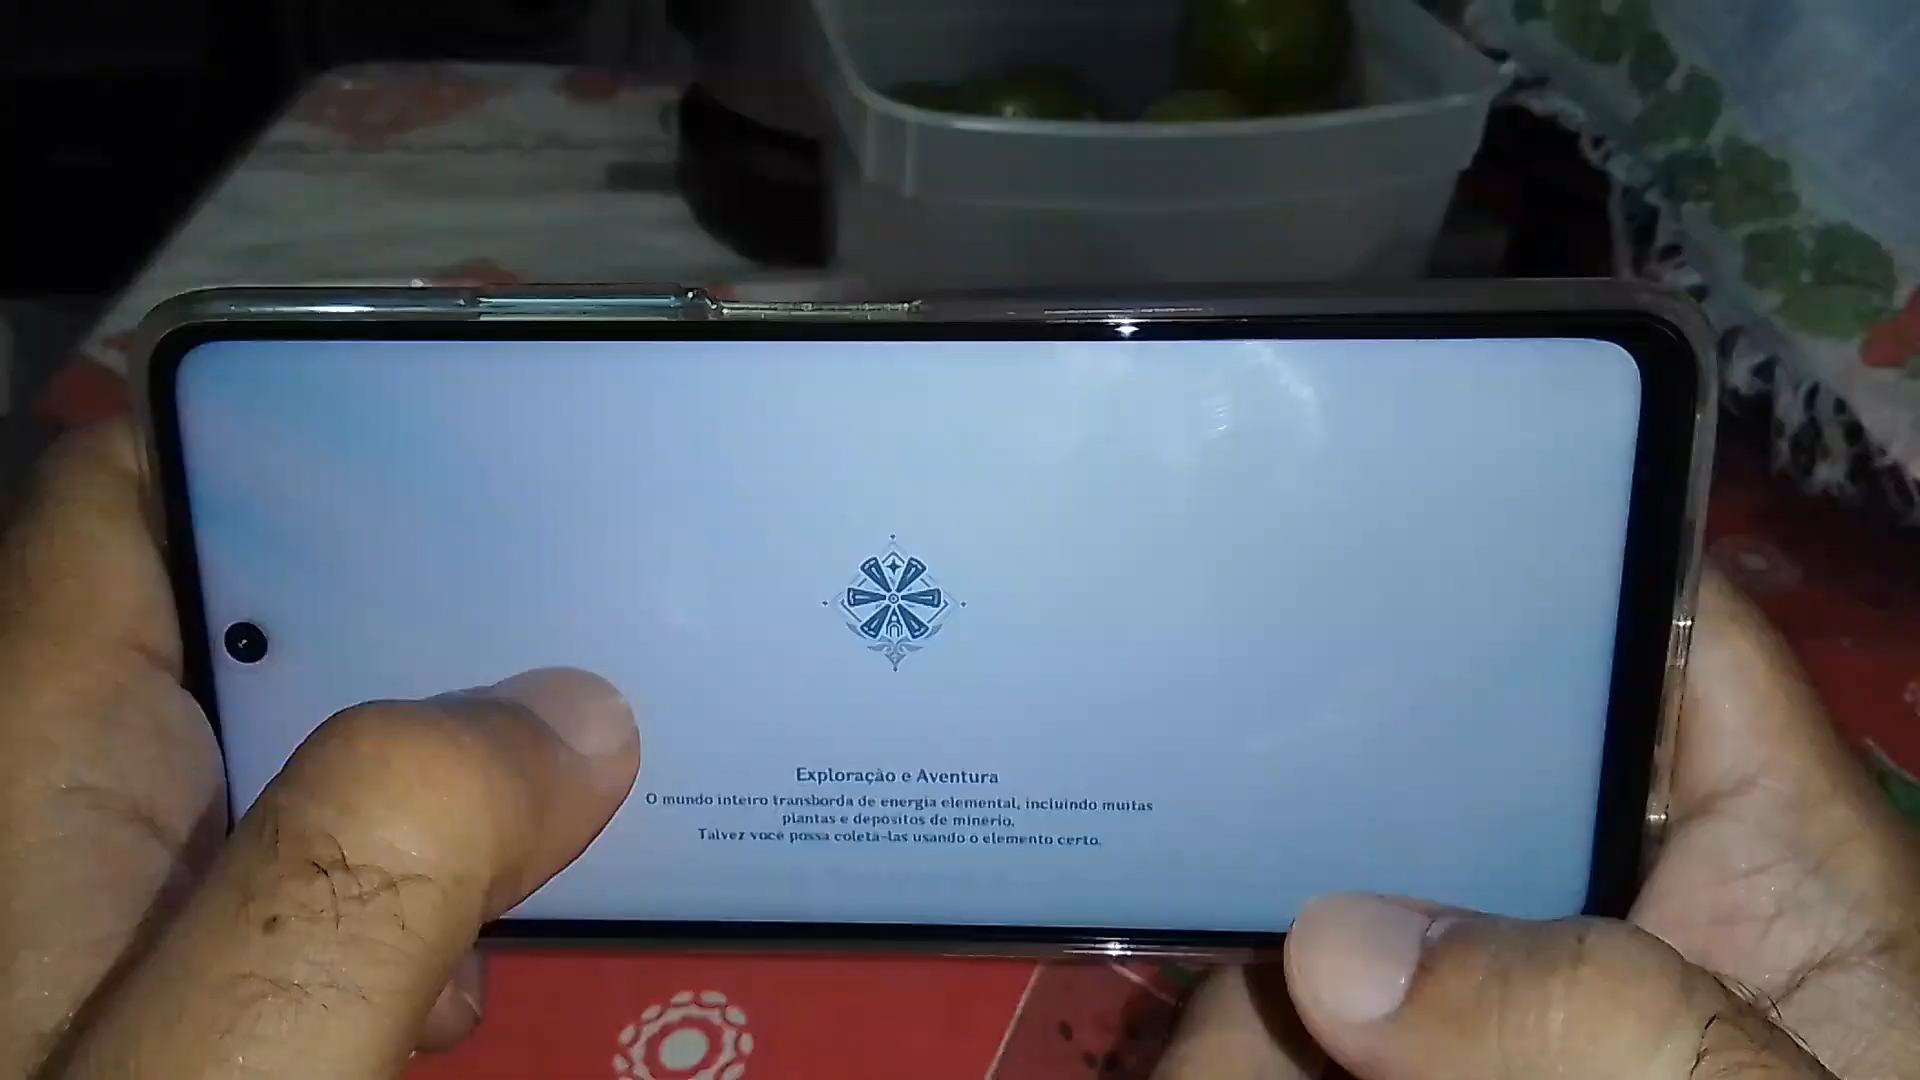 Exploração e Aventura
O mundo inteiro transborda de energia elemental, incluindo muitas
plantas e depósitos de minério.
Talvez você possa coletá-las usando o elemento certo.